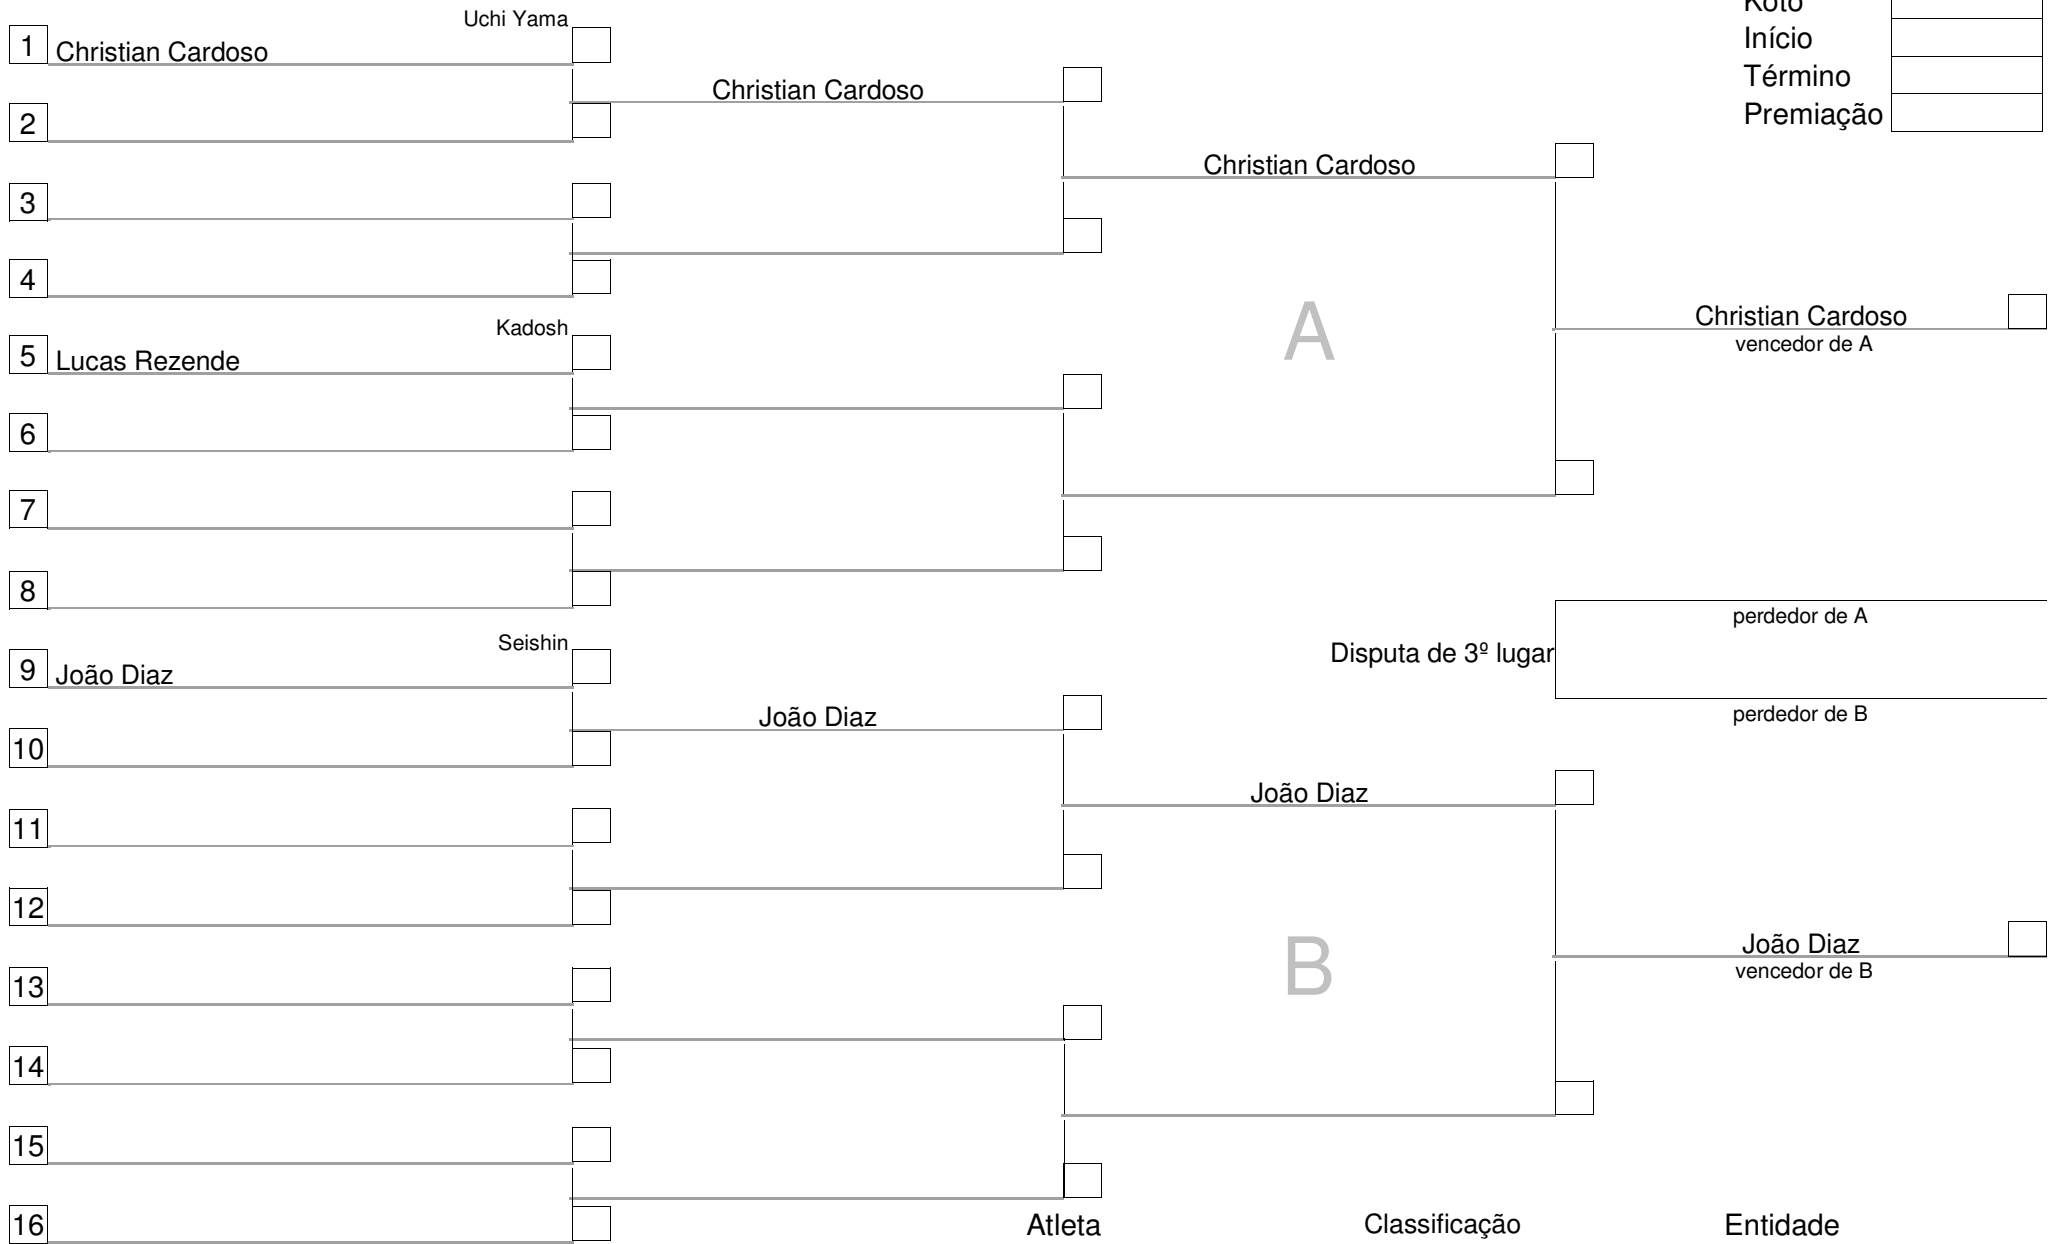 Uchi Yama
Koto
1 Christian Cardoso
Início
Término
Christian Cardoso
Premiação
2
Christian Cardoso
3
4
Christian Cardoso
vencedor de A
A
Kadosh
5 Lucas Rezende
6
7
8
perdedor de A
Seishin
Disputa de 3º lugar
9 João Diaz
perdedor de B
João Diaz
10
João Diaz
11
12
João Diaz
vencedor de B
B
13
14
15
16
Atleta Classificação Entidade